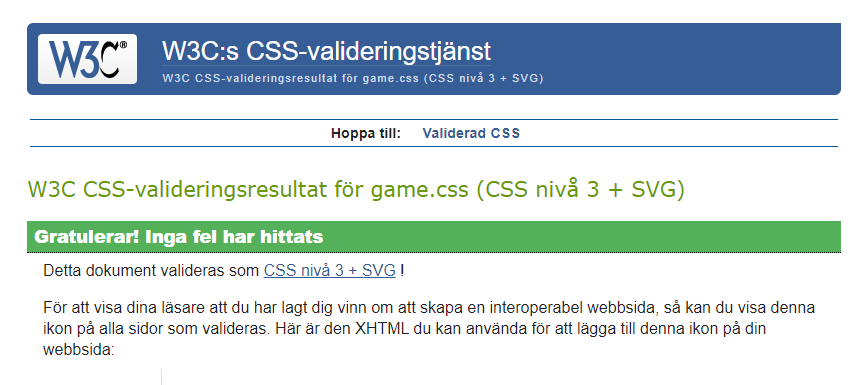 W3C® W3C:s CSS-valideringstjänst
W3C CSS-valideringsresultat för game.css (CSS nivå 3 + SVG)
Hoppa till: Validerad CSS
W3C CSS-valideringsresultat för game.css (CSS nivå 3 + SVG)
Gratulerar! Inga fel har hittats
Detta dokument valideras som CSS nivå 3 + SVG !
För att visa dina läsare att du har lagt dig vinn om att skapa en interoperabel webbsida, så kan du visa denna
ikon på alla sidor som valideras. Här är den XHTML du kan använda för att lägga till denna ikon på din
webbsida: